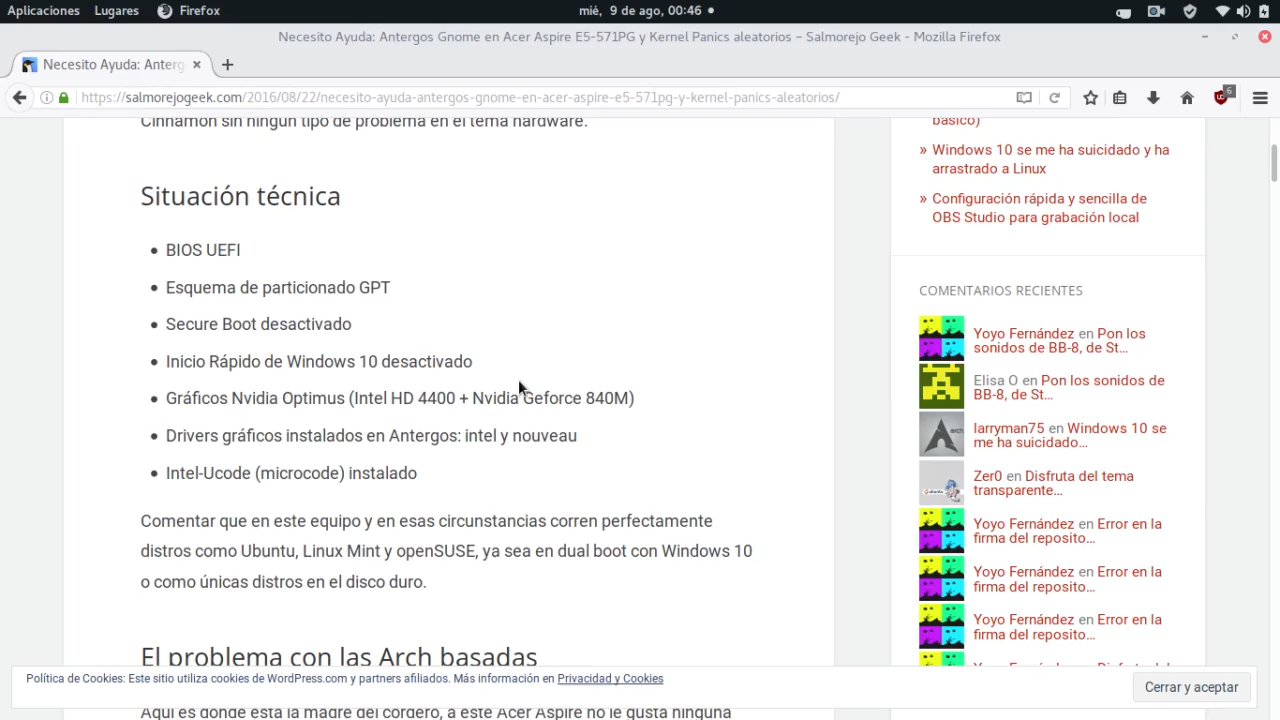 Aplicaciones Lugares Firefox mié, 9 de ago, 00:46
Necesito Ayuda: Antergos Gnome en Acer Aspire E5-571PG y Kernel Panics aleatorios – Salmorejo Geek - Mozilla Firefox
Necesito Ayuda: Anterg
https://salmorejogeek.com/2016/08/22/necesito-ayuda-antergos-gnome-en-acer-aspire-e5-571pg-y-kernel-panics-aleatorios/
6
Cinnamon sin ningún tipo de problema en el tema hardware.
Situación técnica
• BIOS UEFI
• Esquema de particionado GPT
• Secure Boot desactivado
• Inicio Rápido de Windows 10 desactivado
• Gráficos Nvidia Optimus (Intel HD 4400 + Nvidia Geforce 840M)
• Drivers gráficos instalados en Antergos: intel y nouveau
• Intel-Ucode (microcode) instalado
Comentar que en este equipo y en esas circunstancias corren perfectamente
distros como Ubuntu, Linux Mint y openSUSE, ya sea en dual boot con Windows 10
o como únicas distros en el disco duro.
El problema con las Arch basadas
Aquí es donde está la madre del cordero, a este Acer Aspire no le gusta ninguna
básico)
» Windows 10 se me ha suicidado y ha
arrastrado a Linux
» Configuración rápida y sencilla de
OBS Studio para grabación local
COMENTARIOS RECIENTES
Yoyo Fernández en Pon los
sonidos de BB-8, de St…
Elisa O en Pon los sonidos de
BB-8, de St…
larryman75 en Windows 10 se
me ha suicidado…
Zer0 en Disfruta del tema
transparente…
Yoyo Fernández en Error en la
firma del reposito…
Yoyo Fernández en Error en la
firma del reposito…
Yoyo Fernández en Error en la
firma del reposito…
Política de Cookies: Este sitio utiliza cookies de WordPress.com y partners afiliados. Más información en Privacidad y Cookies
Cerrar y aceptar